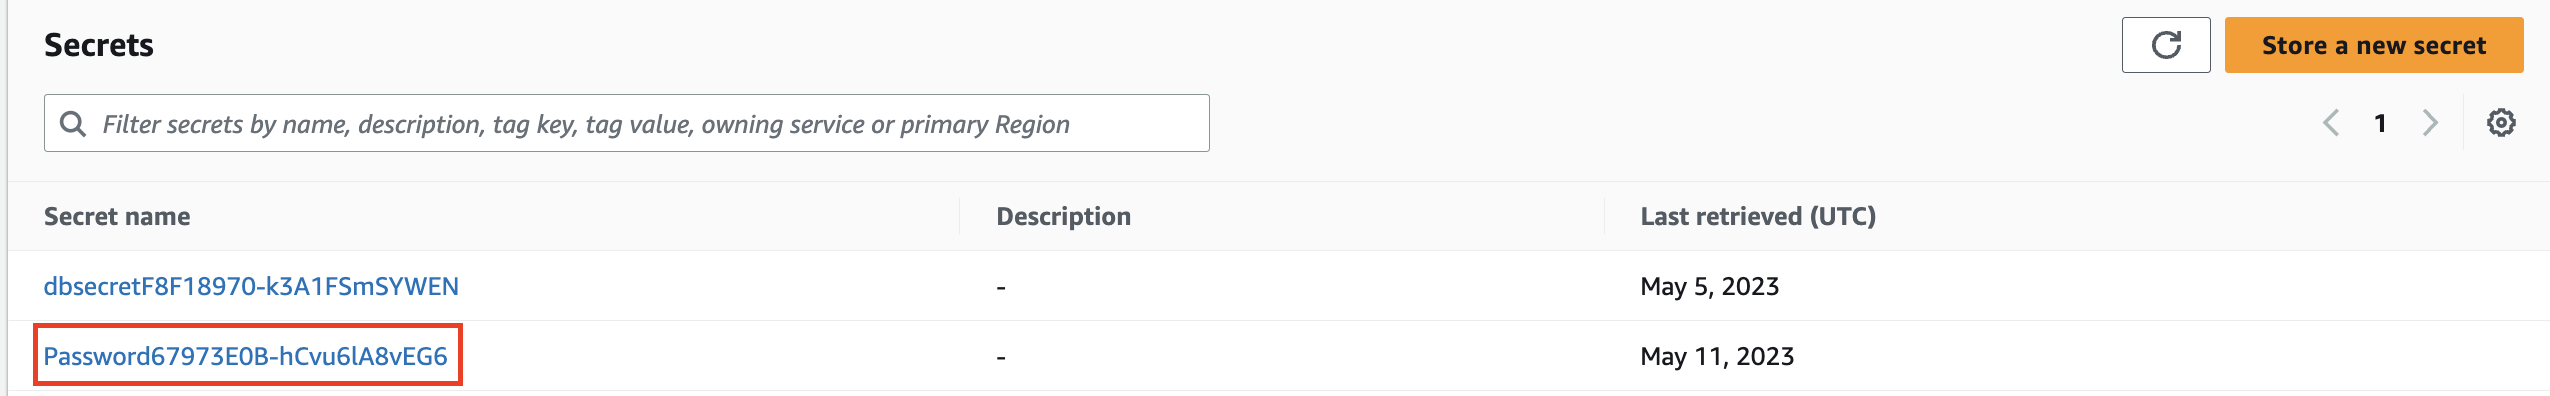 Secrets
Store a new secret
Filter secrets by name, description, tag key, tag value, owning service or primary Region
1
Secret name Description Last retrieved (UTC)
dbsecretF8F18970-k3A1FSmSYWEN - May 5, 2023
Password67973E0B-hCvu6lA8vEG6 - May 11, 2023